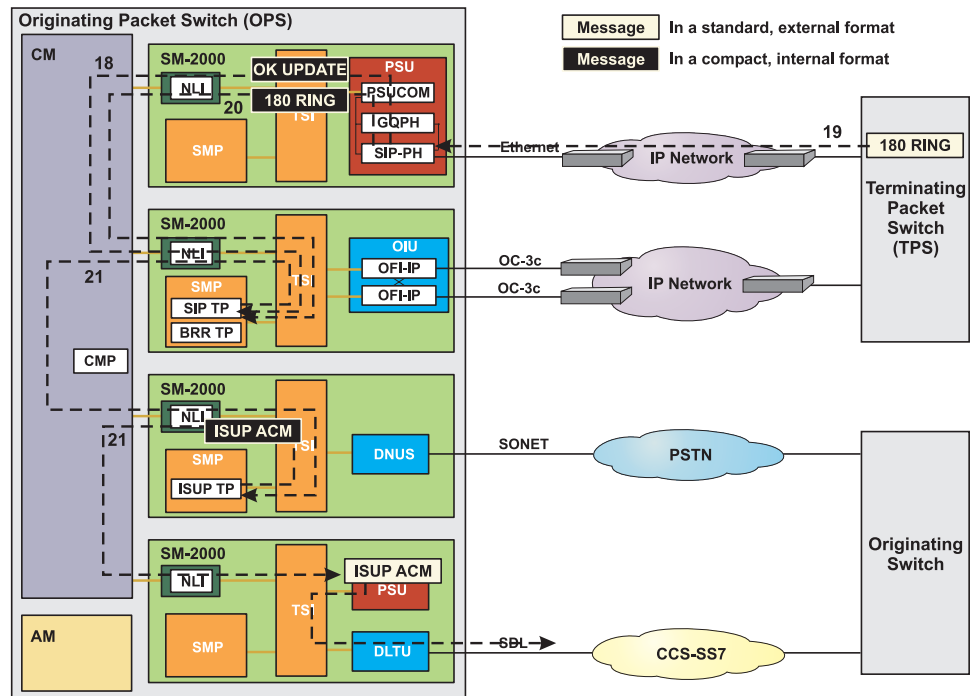 Originating Packet Switch (OPS)
Message In a standard, external format
Message In a compact, internal format
CM
18
SM-2000
OK UPDATE
PSU
NLI
20
180 RING
PSUCOM
TSI
GQPH
SMP
SIP-PH
Ethernet
IP Network
19
180 RING
Terminating
Packet
Switch
(TPS)
SM-2000
NLI
OIU
21
TSI
OFI-IP
OC-3c
SMP
OFI-IP
OC-3c
IP Network
SIP TP
BRR TP
CMP
SM-2000
NLI
21
ISUP ACM
TSI
SMP
DNUS
SONET
PSTN
ISUP TP
SM-2000
ISUP ACM
NLI
PSU
TSI
Originating
Switch
AM
SMP
DLTU
SDL
CCS-SS7